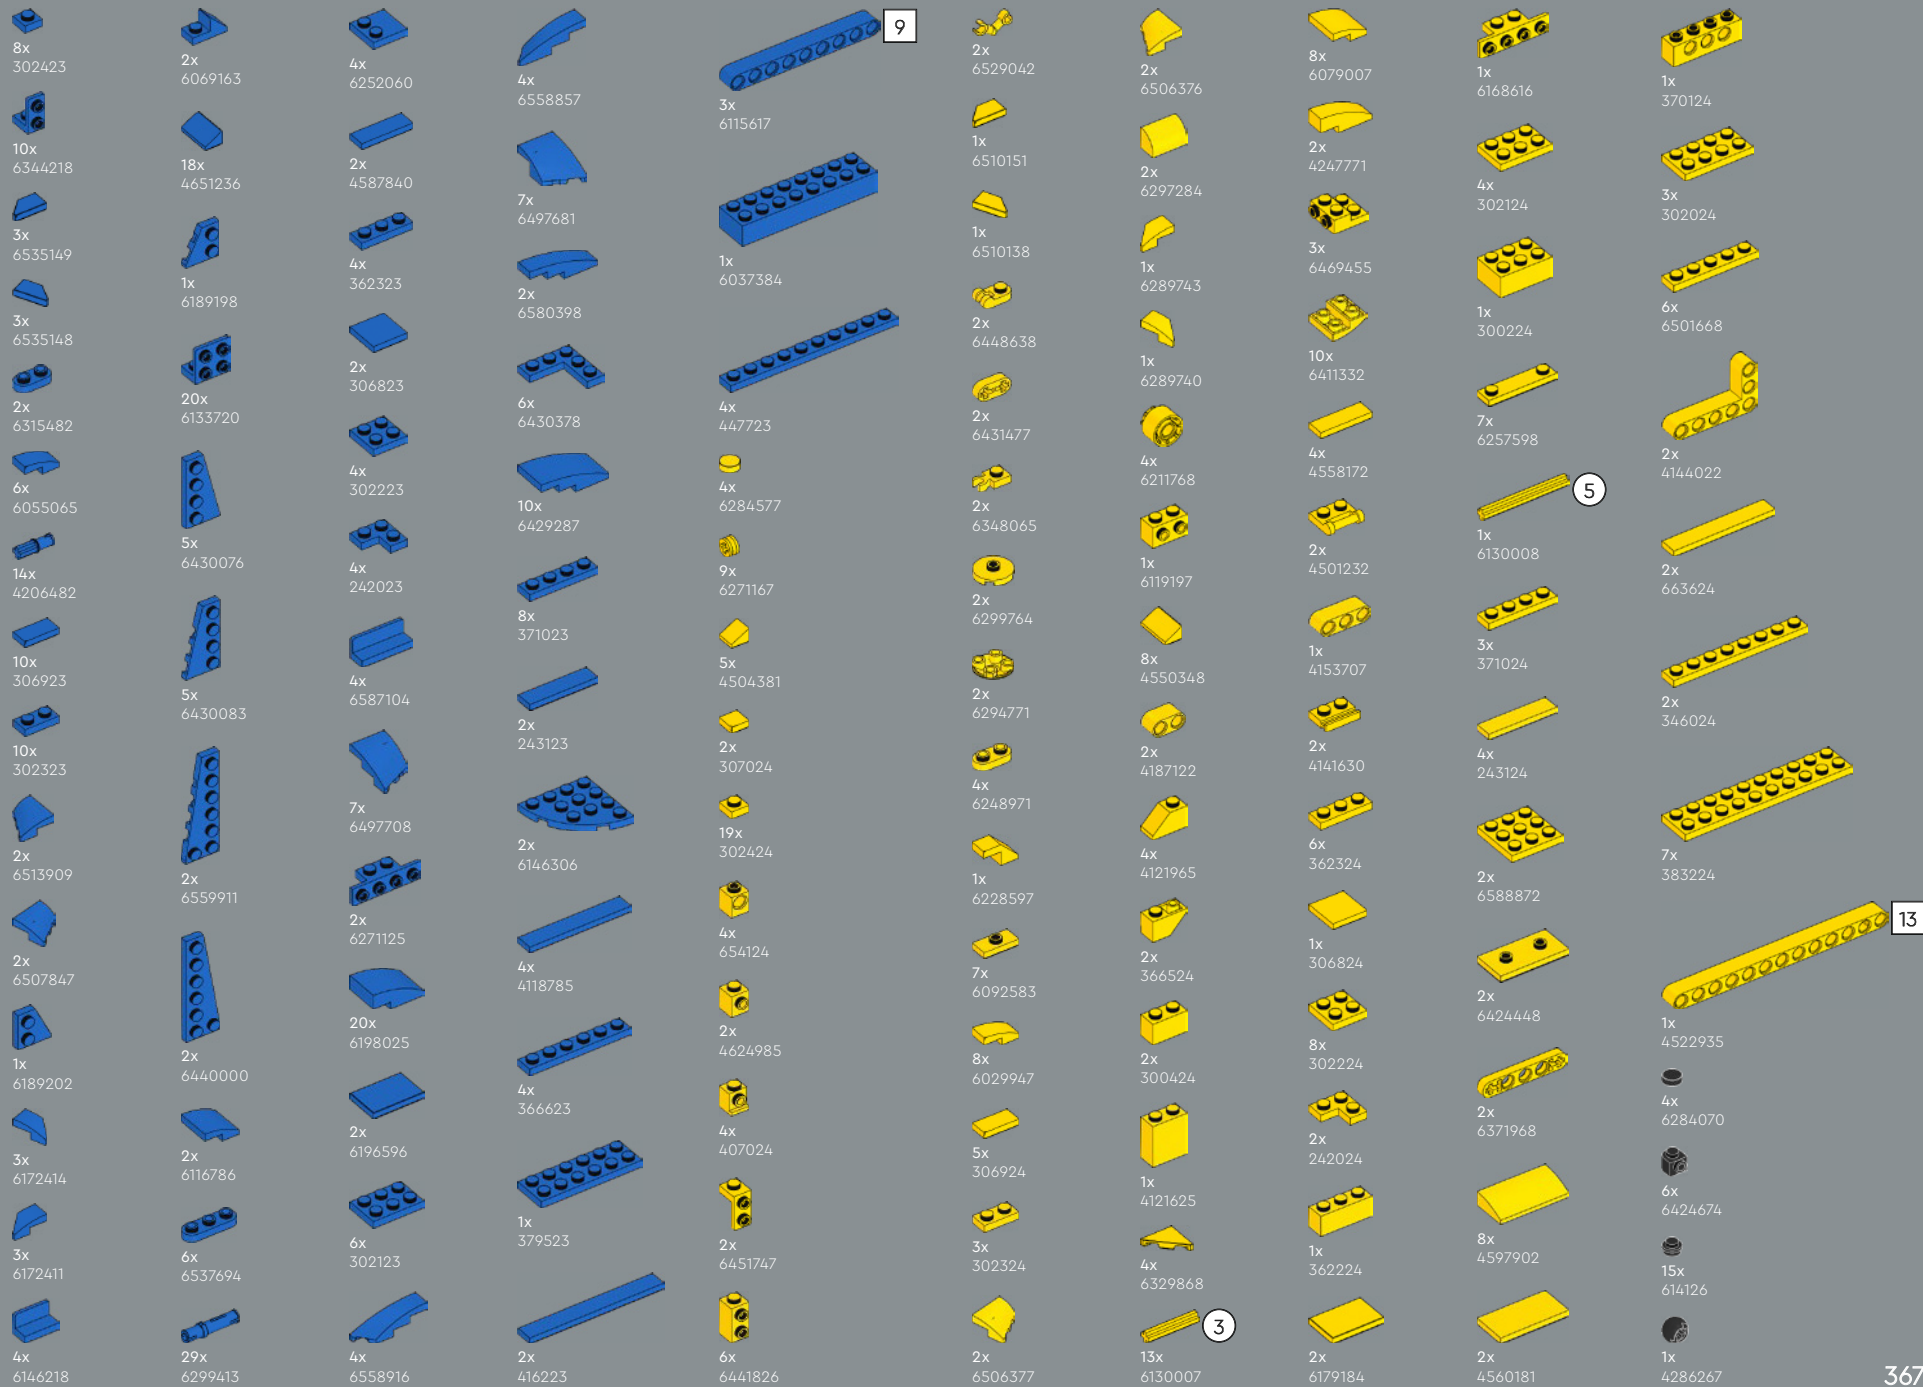 8x
302423
10x
6344218
3x
6535149
3x
6535148
2x
6315482
6x
6055065
14x
4206482
10x
306923
10x
302323
2x
6513909
2x
6507847
1x
6189202
3x
6172414
3x
6172411
4x
6146218
2x
6069163
18x
4651236
1x
6189198
20x
6133720
5x
6430076
5x
6430083
2x
6559911
2x
6440000
2x
6116786
6x
6537694
29x
6299413
4x
6252060
2x
4587840
4x
362323
2x
306823
4x
302223
4x
242023
4x
6587104
7x
6497708
2x
6271125
20x
6198025
2x
6196596
6x
302123
4x
6558916
4x
6558857
7x
6497681
2x
6580398
6x
6430378
10x
6429287
8x
371023
2x
243123
2x
6146306
4x
4118785
4x
366623
1x
379523
2x
416223
9
3x
6115617
1x
6037384
4x
447723
4x
6284577
9x
6271167
5x
4504381
2x
307024
19x
302424
4x
654124
2x
4624985
4x
407024
2x
6451747
6x
6441826
2x
6529042
1x
6510151
1x
6510138
2x
6448638
2x
6431477
2x
6348065
2x
6299764
2x
6294771
4x
6248971
1x
6228597
7x
6092583
8x
6029947
5x
306924
3x
302324
2x
6506377
2x
6506376
2x
6297284
1x
6289743
1x
6289740
4x
6211768
1x
6119197
8x
4550348
2x
4187122
4x
4121965
2x
366524
2x
300424
1x
4121625
4x
6329868
3
13x
6130007
8x
6079007
2x
4247771
3x
6469455
10x
6411332
4x
4558172
2x
4501232
1x
4153707
2x
4141630
6x
362324
1x
306824
8x
302224
2x
242024
1x
362224
2x
6179184
1x
6168616
4x
302124
1x
300224
7x
6257598
5
1x
6130008
3x
371024
4x
243124
2x
6588872
2x
6424448
2x
6371968
8x
4597902
2x
4560181
1x
370124
3x
302024
6x
6501668
2x
4144022
2x
663624
2x
346024
7x
383224
13
1x
4522935
4x
6284070
6x
6424674
15x
614126
1x
4286267
367